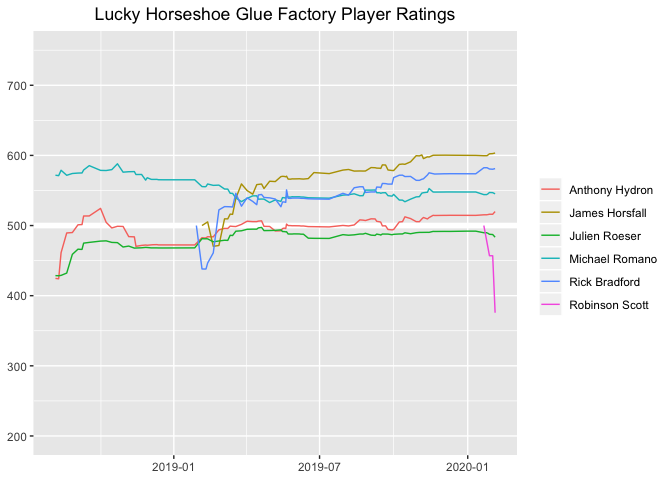 Lucky Horseshoe Glue Factory Player Ratings
700
600
500
400
300
200
2019-01
2019-07
2020-01
Anthony Hydron
James Horsfall
Julien Roeser
Michael Romano
Rick Bradford
Robinson Scott